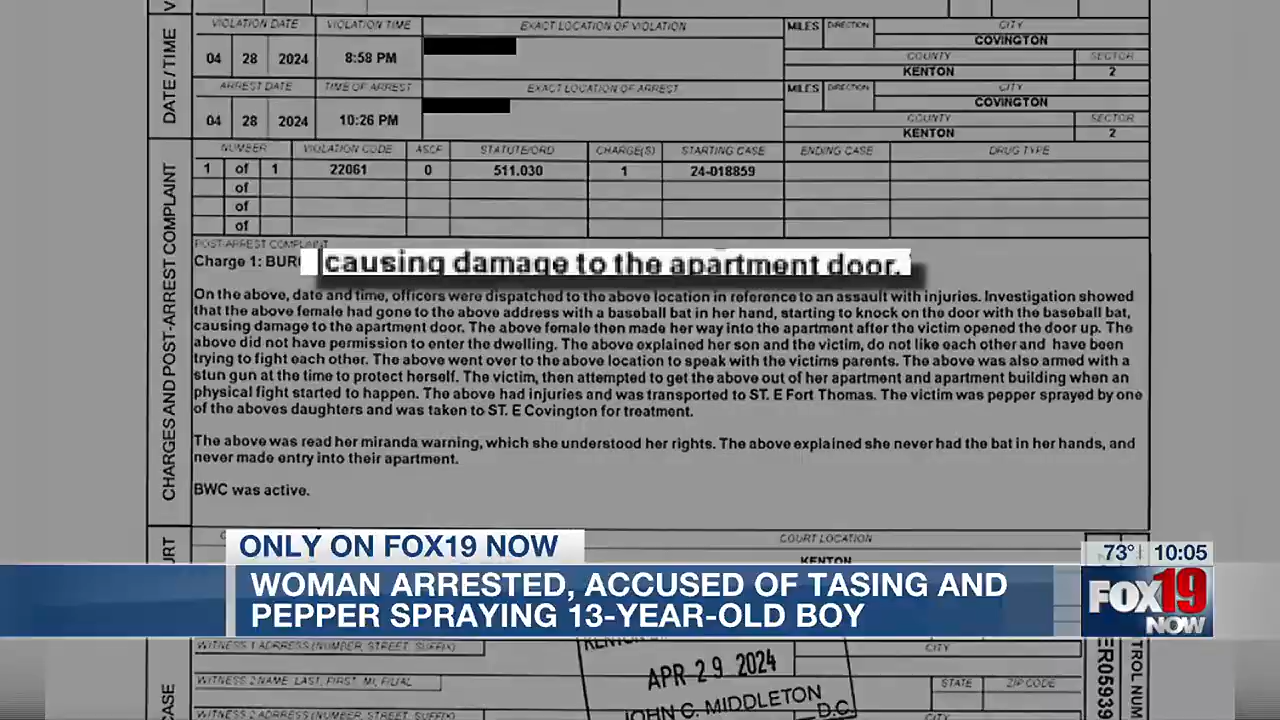 VIOLATION DATE VIOLATION TIME EXACT LOCATION OF VIOLATION MILES DIRECTION CITY
COVINGTON
04 28 2024 8:58 PM COUNTY SECTOR
KENTON 2
ARREST DATE TIME OF ARREST EXACT LOCATION OF ARREST MILES DIRECTION CITY
COVINGTON
04 28 2024 10:26 PM COUNTY SECTOR
KENTON 2
DATE/TIME
NUMBER VIOLATION CODE ASCF STATUTE/ORD CHARGE(S) STARTING CASE ENDING CASE DRUG TYPE
1 of 1 22061 0 511.030 1 24-018859
of
of
of
CHARGES AND POST-ARREST COMPLAINT
POST-ARREST COMPLAINT
Charge 1: BUR
causing damage to the apartment door.
On the above, date and time, officers were dispatched to the above location in reference to an assault with injuries. Investigation showed
that the above female had gone to the above address with a baseball bat in her hand, starting to knock on the door with the baseball bat,
causing damage to the apartment door. The above female then made her way into the apartment after the victim opened the door up. The
above did not have permission to enter the dwelling. The above explained her son and the victim, do not like each other and have been
trying to fight each other. The above went over to the above location to speak with the victims parents. The above was also armed with a
stun gun at the time to protect herself. The victim, then attempted to get the above out of her apartment and apartment building when an
physical fight started to happen. The above had injuries and was transported to ST. E Fort Thomas. The victim was pepper sprayed by one
of the aboves daughters and was taken to ST. E Covington for treatment.
The above was read her miranda warning, which she understood her rights. The above explained she never had the bat in her hands, and
never made entry into their apartment.
BWC was active.
COURT LOCATION
KENTON
ONLY ON FOX19 NOW
WOMAN ARRESTED, ACCUSED OF TASING AND
PEPPER SPRAYING 13-YEAR-OLD BOY
73° 10:05
FOX19
NOW
WITNESS 1 ADDRESS (NUMBER, STREET, SUFFIX) CITY
WITNESS 2 NAME, LAST, FIRST, MI, FILIAL STATE ZIP CODE
WITNESS 2 ADDRESS (NUMBER, STREET, SUFFIX)
APR 29 2024
JOHN C. MIDDLETON
D.C.
CASE
ER05939
TROL NUM